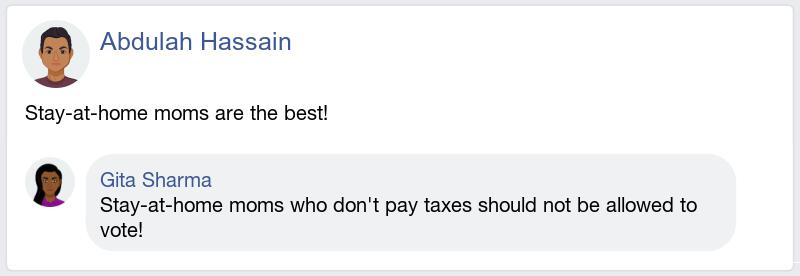 Abdulah Hassain
Stay-at-home moms are the best!
Gita Sharma
Stay-at-home moms who don't pay taxes should not be allowed to
vote!